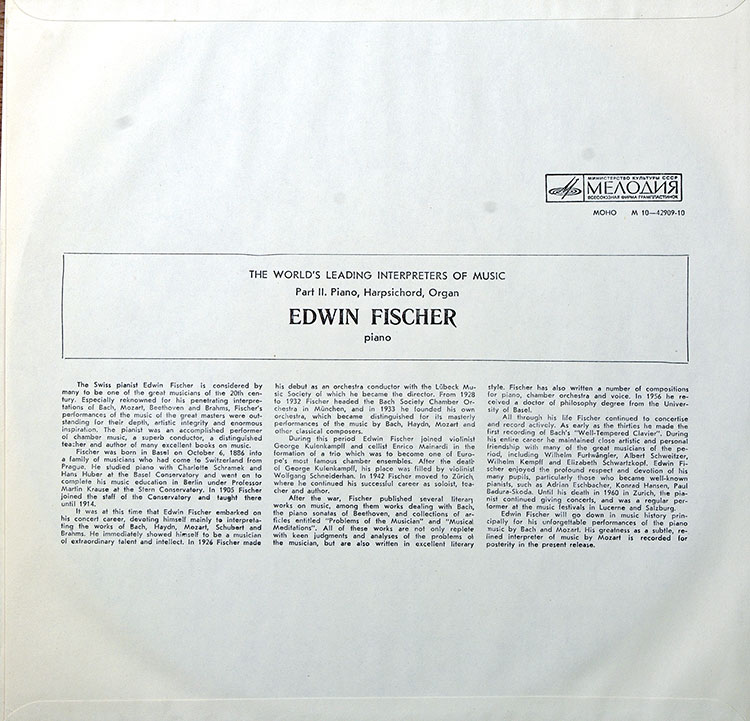 МИНИСТЕРСТВО КУЛЬТУРЫ СССР
МЕЛОДИЯ
ВСЕСОЮЗНАЯ ФИРМА ГРАМПЛАСТИНОК
МОНО М 10—42909-10
THE WORLD'S LEADING INTERPRETERS OF MUSIC
Part II. Piano, Harpsichord, Organ
EDWIN FISCHER
piano
The Swiss pianist Edwin Fischer is considered by
many to be one of the great musicians of the 20th cen-
tury. Especially reknowned for his penetrating interpre-
tations of Bach, Mozart, Beethoven and Brahms, Fischer's
performances of the music of the great masters were out-
standing for their depth, artistic integrity and enormous
inspiration. The pianist was an accomplished performer
of chamber music, a superb conductor, a distinguished
teacher and author of many excellent books on music.
Fischer was born in Basel on October 6, 1886 into
a family of musicians who had come to Switzerland from
Prague. He studied piano with Charlotte Schramek and
Hans Huber at the Basel Conservatory and went on to
complete his music education in Berlin under Professor
Martin Krause at the Stern Conservatory. In 1905 Fischer
joined the staff of the Conservatory and taught there
until 1914.
It was at this time that Edwin Fischer embarked on
his concert career, devoting himself mainly to interpreta-
ting the works of Bach, Haydn, Mozart, Schubert and
Brahms. He immediately showed himself to be a musician
of extraordinary talent and intellect. In 1926 Fischer made
his debut as an orchestra conductor with the Lübeck Mu-
sic Society of which he became the director. From 1928
to 1932 Fischer headed the Bach Society Chamber Or-
chestra in München, and in 1933 he founded his own
orchestra, which became distinguished for its masterly
performances of the music by Bach, Haydn, Mozart and
other classical composers.
During this period Edwin Fischer joined violinist
George Kulenkampff and cellist Enrico Mainardi in the
formation of a trio which was to become one of Euro-
pe's most famous chamber ensembles. After the death
of George Kulenkampff, his place was filled by violinist
Wolfgang Schneiderhan. In 1942 Fischer moved to Zürich,
where he continued his successful career as soloist, tea-
cher and author.
After the war, Fischer published several literary
works on music, among them works dealing with Bach,
the piano sonatas of Beethoven, and collections of ar-
ticles entitled "Problems of the Musician" and "Musical
Meditations". All of these works are not only replete
with keen judgments and analyses of the problems of
the musician, but are also written in excellent literary
style. Fischer has also written a number of compositions
for piano, chamber orchestra and voice. In 1956 he re-
ceived a doctor of philosophy degree from the Univer-
sity of Basel.
All through his life Fischer continued to concertise
and record actively. As early as the thirties he made the
first recording of Bach's "Well-Tempered Clavier". During
his entire career he maintained close artistic and personal
friendship with many of the great musicians of the pe-
riod, including Wilhelm Furtwängler, Albert Schweitzer,
Wilhelm Kempff and Elizabeth Schwartzkopf. Edwin Fi-
scher enjoyed the profound respect and devotion of his
many pupils, particularly those who became well-known
pianists, such as Adrian Eschbacher, Konrad Hansen, Paul
Badura-Skoda. Until his death in 1960 in Zurich, the pia-
nist continued giving concerts, and was a regular per-
former at the music festivals in Lucerne and Salzburg.
Edwin Fischer will go down in music history prin-
cipally for his unforgettable performances of the piano
music by Bach and Mozart. His greatness as a subtle, re-
fined interpreter of music by Mozart is recorded for
posterity in the present release.